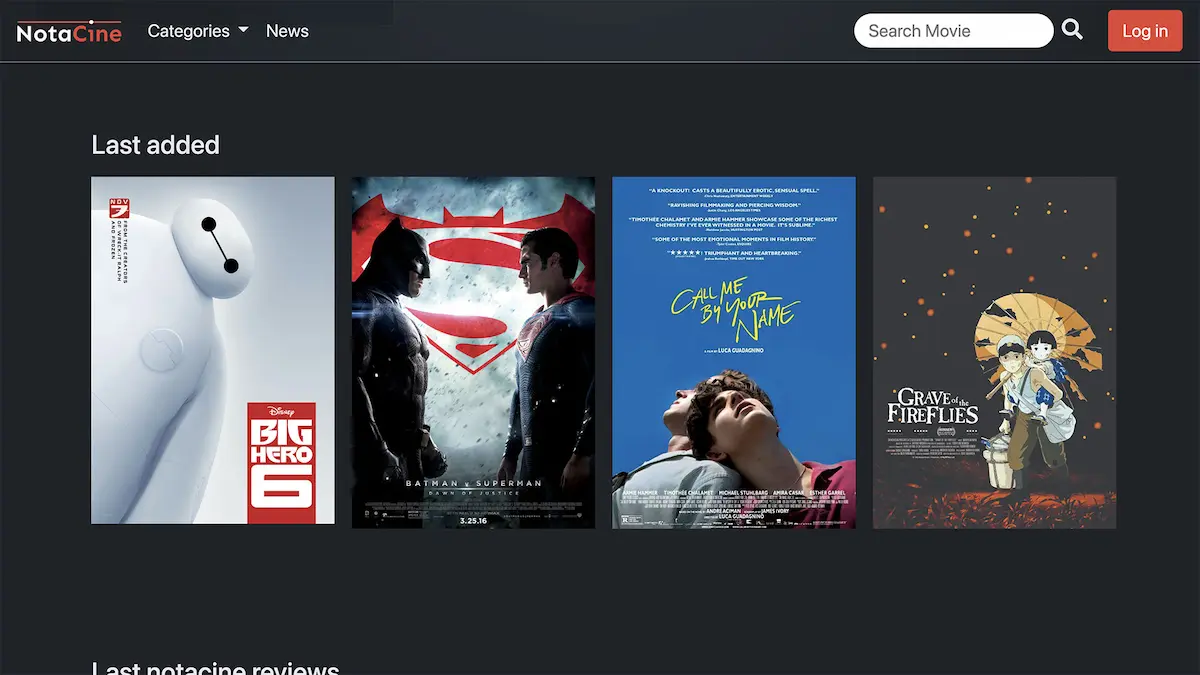 NotaCine
Categories
News
Search Movie
Log in
Last added
NOV
7
FROM THE CREATORS
OF WRECK-IT RALPH
AND FROZEN
Disney
BIG
HERO
6
BATMAN v SUPERMAN
DAWN OF JUSTICE
3.25.16
"A KNOCKOUT! CASTS A BEAUTIFULLY EROTIC, SENSUAL SPELL."
"RAVISHING FILMMAKING AND PIERCING WISDOM."
"TIMOTHÉE CHALAMET AND ARMIE HAMMER SHOWCASE SOME OF THE RICHEST
CHEMISTRY I'VE EVER WITNESSED IN A MOVIE. IT'S SUBLIME."
"SOME OF THE MOST EMOTIONAL MOMENTS IN FILM HISTORY."
"★★★★★ TRIUMPHANT AND HEARTBREAKING."
CALL ME
BY YOUR
NAME
A FILM BY LUCA GUADAGNINO
ARMIE HAMMER TIMOTHÉE CHALAMET MICHAEL STUHLBARG AMIRA CASAR ESTHER GARREL
ANDRÉ ACIMAN
JAMES IVORY
LUCA GUADAGNINO
GRAVE of the
FIREFLIES
Last notacine reviews